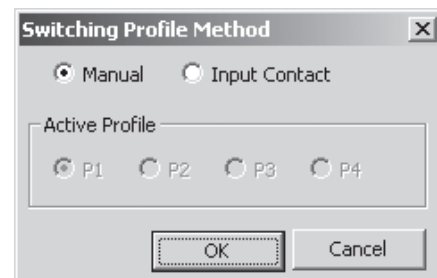 Switching Profile Method
Manual Input Contact
Active Profile
P1 P2 P3 P4
OK Cancel